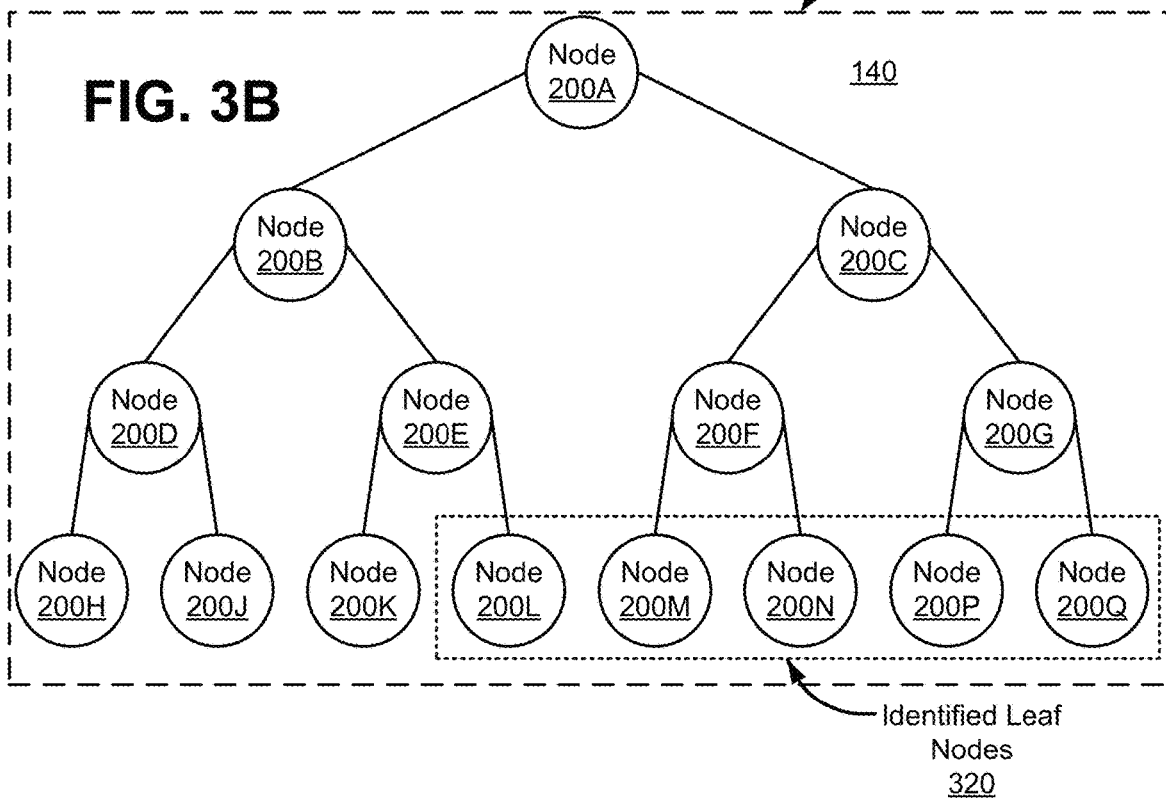 Node
200A
140
FIG. 3B
Node
200B
Node
200C
Node
200D
Node
200E
Node
200F
Node
200G
Node
200H
Node
200J
Node
200K
Node
200L
Node
200M
Node
200N
Node
200P
Node
200Q
Identified Leaf
Nodes
320